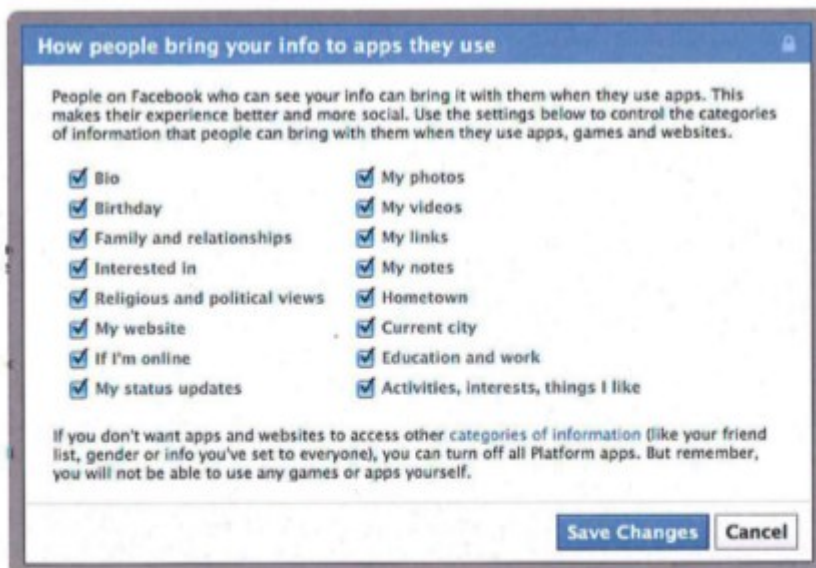 How people bring your info to apps they use
People on Facebook who can see your info can bring it with them when they use apps. This
makes their experience better and more social. Use the settings below to control the categories
of information that people can bring with them when they use apps, games and websites.
Bio
My photos
Birthday
My videos
Family and relationships
My links
Interested in
My notes
Religious and political views
Hometown
My website
Current city
If I'm online
Education and work
My status updates
Activities, interests, things I like
If you don't want apps and websites to access other categories of information (like your friend
list, gender or info you've set to everyone), you can turn off all Platform apps. But remember,
you will not be able to use any games or apps yourself.
Save Changes
Cancel